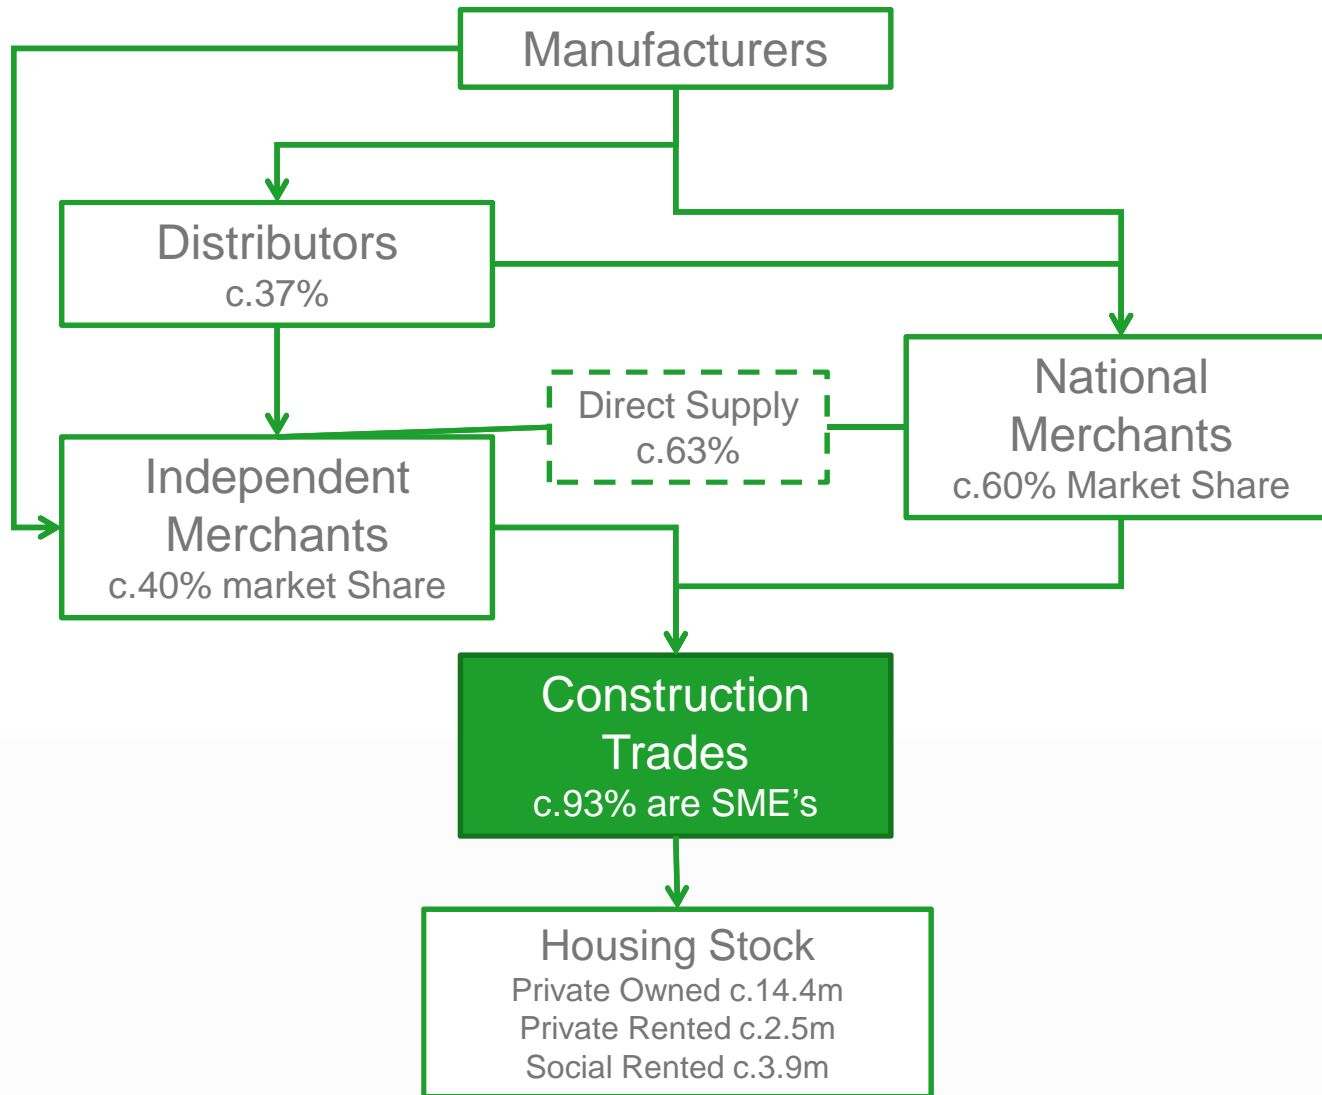 Manufacturers
Distributors
c.37%
National
Merchants
c.60% Market Share
Direct Supply
c.63%
Independent
Merchants
c.40% market Share
Construction
Trades
c.93% are SME’s
Housing Stock
Private Owned c.14.4m
Private Rented c.2.5m
Social Rented c.3.9m